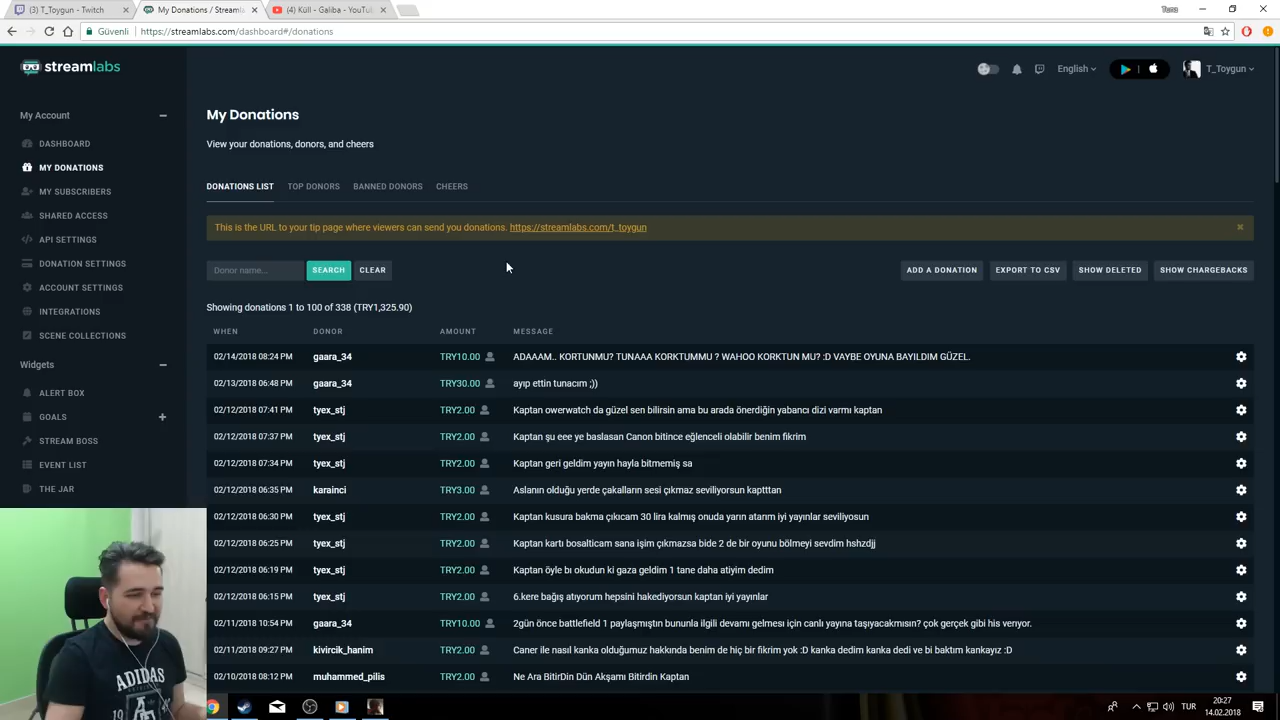 (3) T_Toygun - Twitch
My Donations / Streamlabs
(4) Küll - Galiba - YouTu
Tuna
Güvenli
https://streamlabs.com/dashboard#/donations
streamlabs
English
T_Toygun
My Account
DASHBOARD
MY DONATIONS
MY SUBSCRIBERS
SHARED ACCESS
API SETTINGS
DONATION SETTINGS
ACCOUNT SETTINGS
INTEGRATIONS
SCENE COLLECTIONS
Widgets
ALERT BOX
GOALS
STREAM BOSS
EVENT LIST
THE JAR
My Donations
View your donations, donors, and cheers
DONATIONS LIST TOP DONORS BANNED DONORS CHEERS
This is the URL to your tip page where viewers can send you donations. https://streamlabs.com/t_toygun
Donor name... SEARCH CLEAR ADD A DONATION EXPORT TO CSV SHOW DELETED SHOW CHARGEBACKS
Showing donations 1 to 100 of 338 (TRY1,325.90)
WHEN DONOR AMOUNT MESSAGE
02/14/2018 08:24 PM gaara_34 TRY10.00 ADAAAM.. KORTUNMU? TUNAAA KORKTUMMU ? WAHOO KORKTUN MU? :D VAYBE OYUNA BAYILDIM GÜZEL.
02/13/2018 06:48 PM gaara_34 TRY30.00 ayıp ettin tunacım ;))
02/12/2018 07:41 PM tyex_stj TRY2.00 Kaptan owerwatch da güzel sen bilirsin ama bu arada önerdiğin yabancı dizi varmı kaptan
02/12/2018 07:37 PM tyex_stj TRY2.00 Kaptan şu eee ye baslasan Canon bitince eğlenceli olabilir benim fikrim
02/12/2018 07:34 PM tyex_stj TRY2.00 Kaptan geri geldim yayın hayla bitmemiş sa
02/12/2018 06:35 PM karainci TRY3.00 Aslanın olduğu yerde çakalların sesi çıkmaz seviliyorsun kaptttan
02/12/2018 06:30 PM tyex_stj TRY2.00 Kaptan kusura bakma çıkıcam 30 lira kalmış onuda yarın atarım iyi yayınlar seviliyosun
02/12/2018 06:25 PM tyex_stj TRY2.00 Kaptan kartı bosalticam sana işim çıkmazsa bide 2 de bir oyunu bölmeyi sevdim hshzdjj
02/12/2018 06:19 PM tyex_stj TRY2.00 Kaptan öyle bı okudun ki gaza geldim 1 tane daha atiyim dedim
02/12/2018 06:15 PM tyex_stj TRY2.00 6.kere bağış atıyorum hepsini hakediyorsun kaptan iyi yayınlar
02/11/2018 10:54 PM gaara_34 TRY10.00 2gün önce battlefield 1 paylaşmıştın bununla ilgili devamı gelmesi için canlı yayına taşıyacakmısın? çok gerçek gibi his veriyor.
02/11/2018 09:27 PM kivircik_hanim TRY2.00 Caner ile nasıl kanka olduğumuz hakkında benim de hiç bir fikrim yok :D kanka dedim kanka dedi ve bi baktım kankayız :D
02/10/2018 08:12 PM muhammed_pilis TRY2.00 Ne Ara BitirDin Dün Akşamı Bitirdin Kaptan
ADIDAS
TUR
20:27
14.02.2018